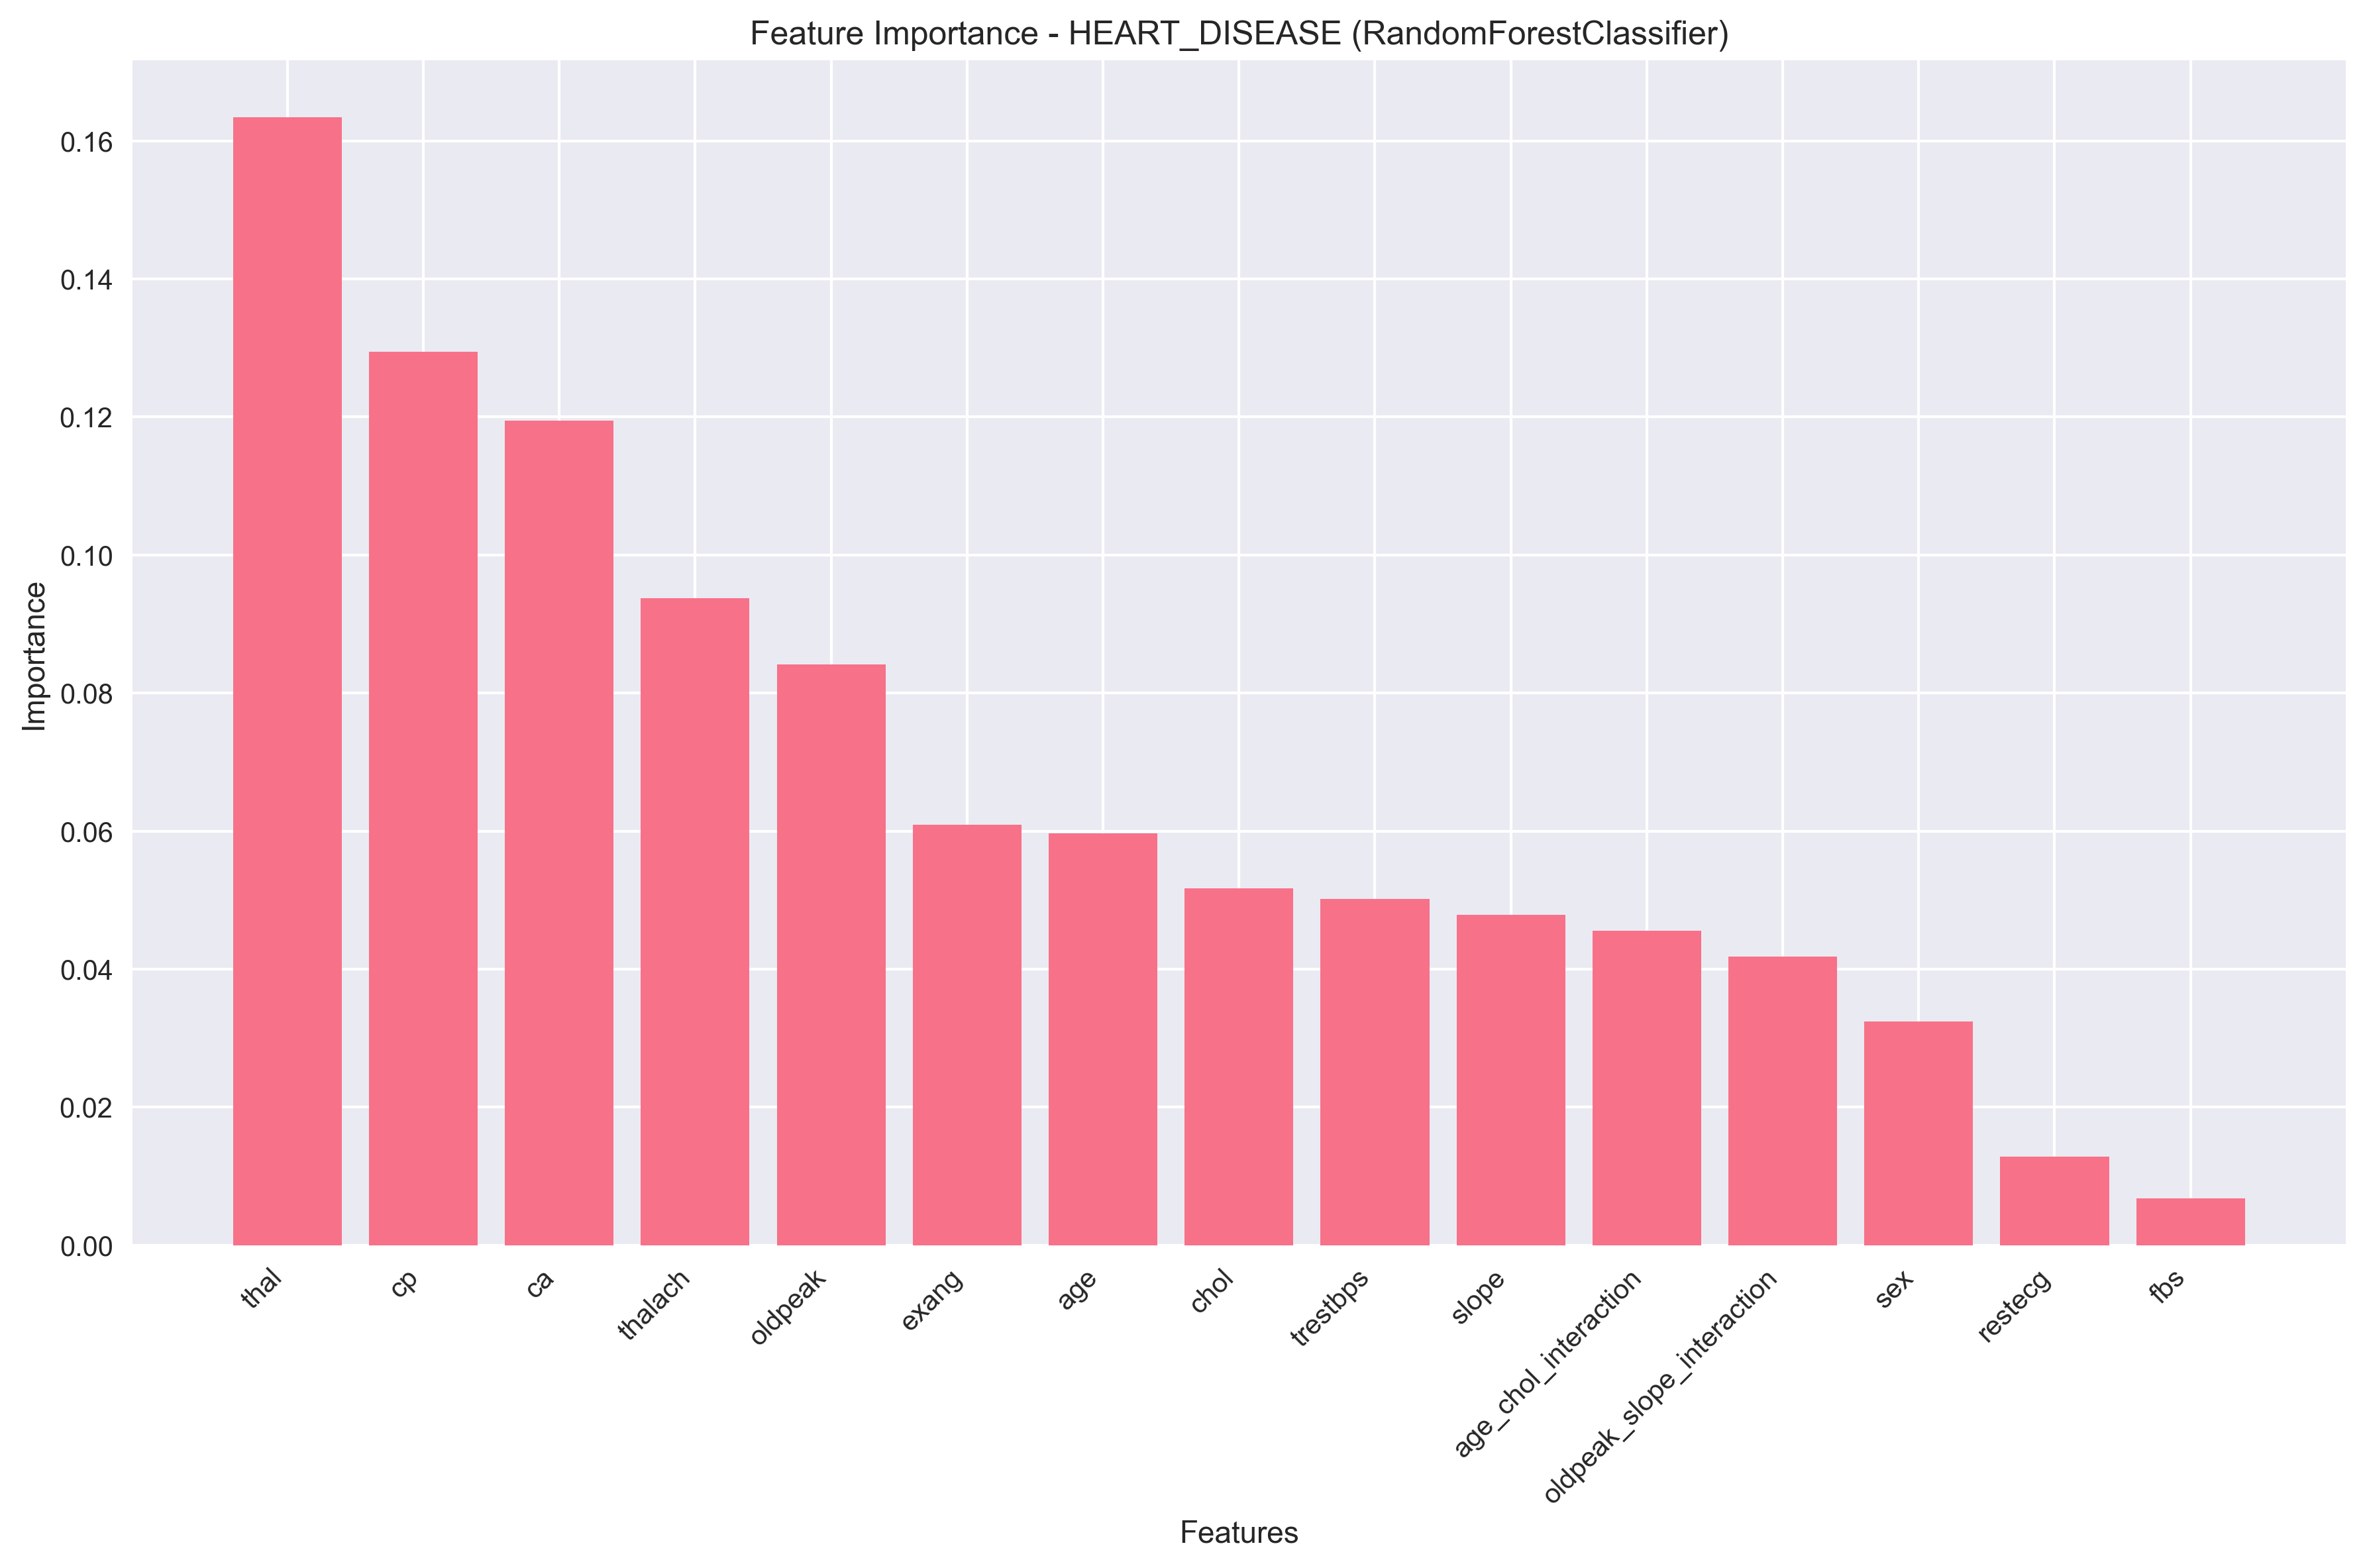 Feature Importance - HEART_DISEASE (RandomForestClassifier)
Importance
0.16
0.14
0.12
0.10
0.08
0.06
0.04
0.02
0.00
thal
cp
ca
thalach
oldpeak
exang
age
chol
trestbps
slope
age_chol_interaction
oldpeak_slope_interaction
sex
restecg
fbs
Features